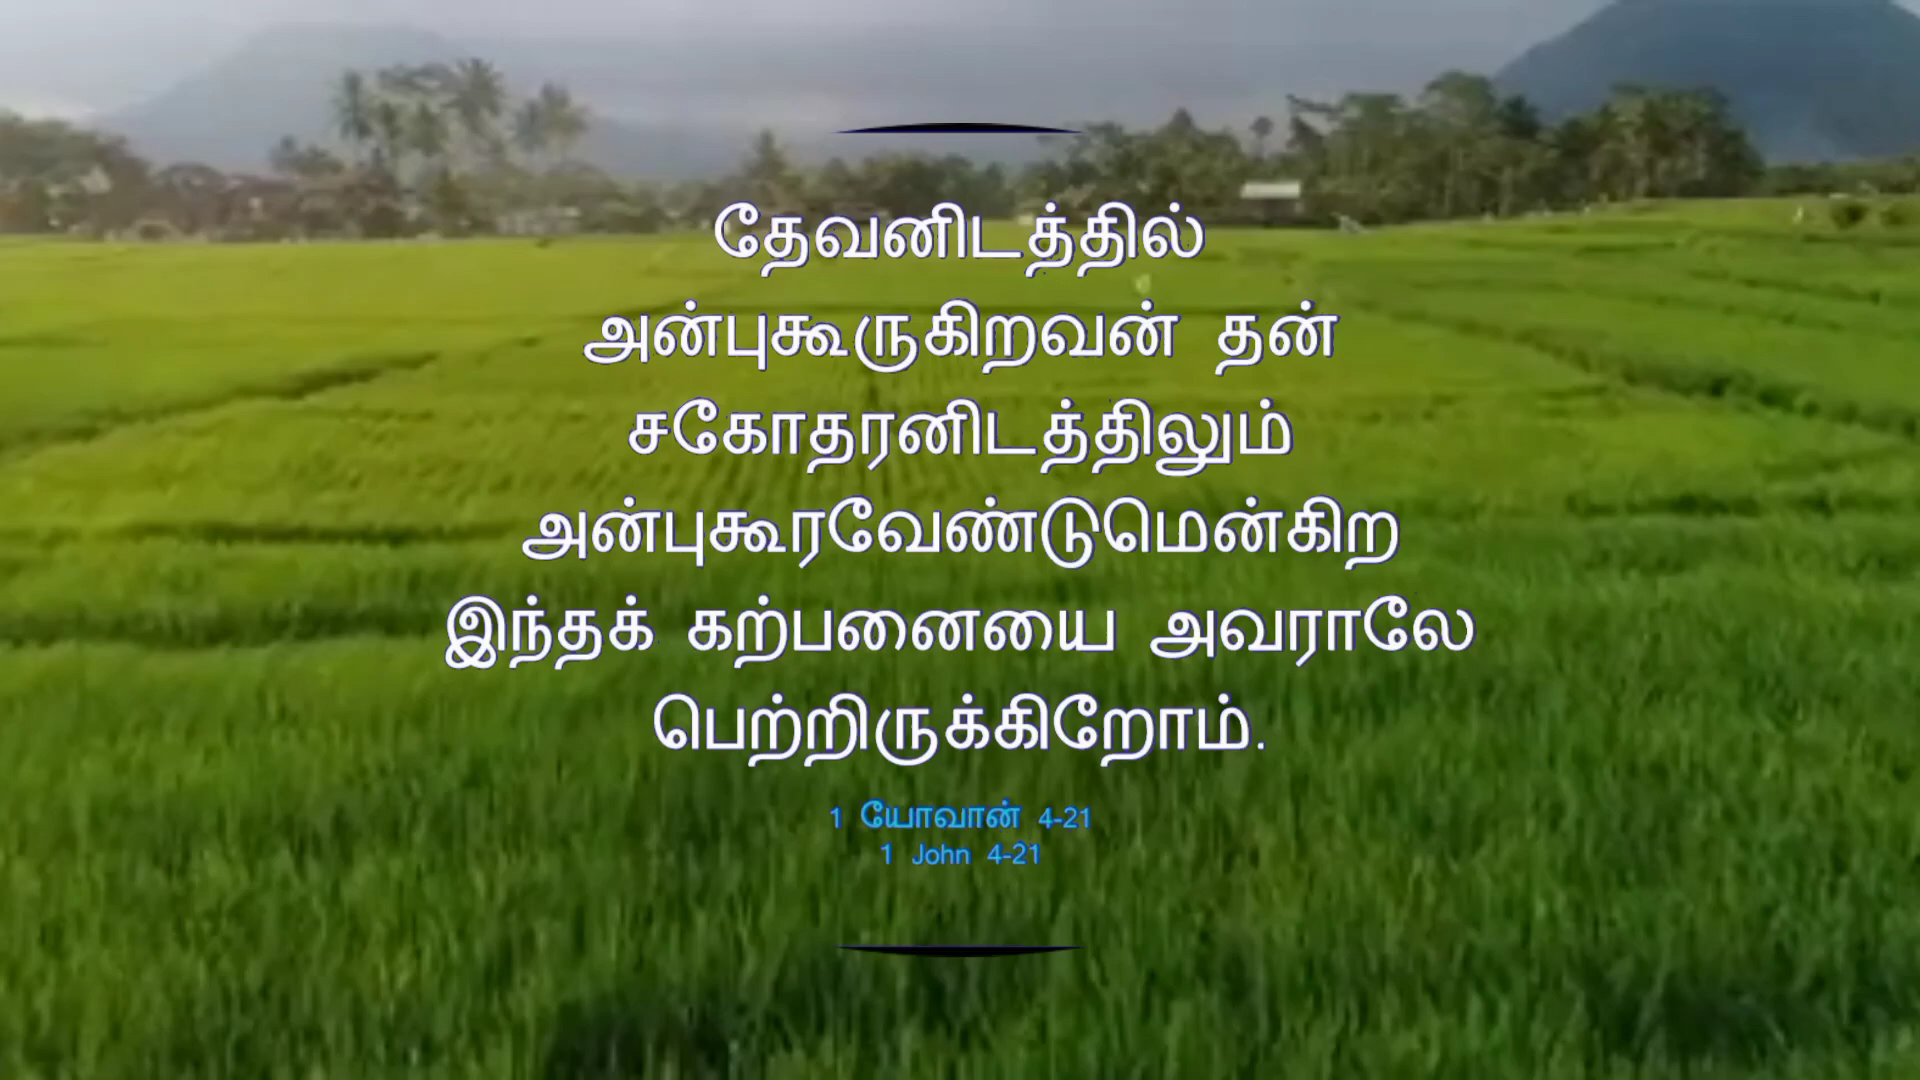 தேவனிடத்தில்
அன்புகூருகிறவன் தன்
சகோதரனிடத்திலும்
அன்புகூரவேண்டுமென்கிற
இந்தக் கற்பனையை அவராலே
பெற்றிருக்கிறோம்.
1 யோவான் 4-21
1 John 4-21